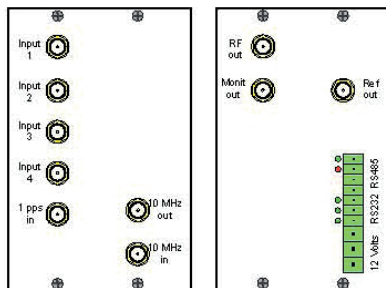 Input
1
Input
2
Input
3
Input
4
1 pps
in
10 MHz
out
10 MHz
in
RF
out
Monit
out
Ref
out
RS485
RS232
12 Volts